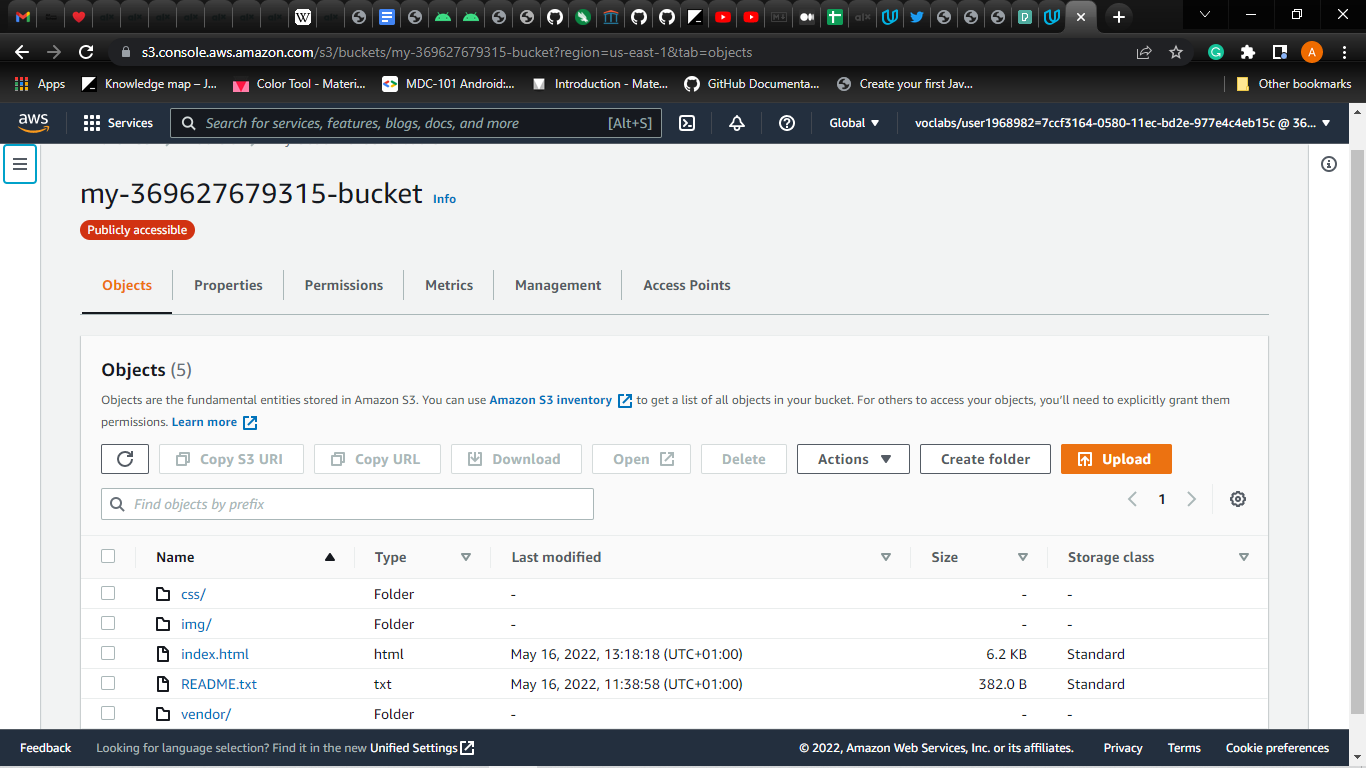 s3.console.aws.amazon.com/s3/buckets/my-369627679315-bucket?region=us-east-1&tab=objects
A
Apps
Knowledge map – J...
Color Tool - Materi...
MDC-101 Android:...
Introduction - Mate...
GitHub Documenta...
Create your first Jav...
Other bookmarks
aws
Services
Search for services, features, blogs, docs, and more [Alt+S]
Global
voclabs/user1968982=7ccf3164-0580-11ec-bd2e-977e4c4eb15c @ 36...
my-369627679315-bucket Info
Publicly accessible
Objects Properties Permissions Metrics Management Access Points
Objects (5)
Objects are the fundamental entities stored in Amazon S3. You can use Amazon S3 inventory to get a list of all objects in your bucket. For others to access your objects, you'll need to explicitly grant them
permissions. Learn more
Copy S3 URI Copy URL Download Open Delete Actions Create folder Upload
Find objects by prefix
1
Name Type Last modified Size Storage class
css/ Folder - - -
img/ Folder - - -
index.html html May 16, 2022, 13:18:18 (UTC+01:00) 6.2 KB Standard
README.txt txt May 16, 2022, 11:38:58 (UTC+01:00) 382.0 B Standard
vendor/ Folder - - -
Feedback Looking for language selection? Find it in the new Unified Settings © 2022, Amazon Web Services, Inc. or its affiliates. Privacy Terms Cookie preferences